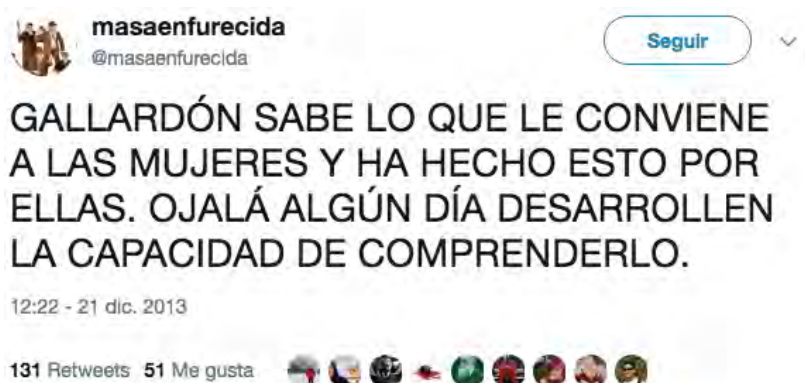 masaenfurecida
@masaenfurecida
Seguir
GALLARDÓN SABE LO QUE LE CONVIENE
A LAS MUJERES Y HA HECHO ESTO POR
ELLAS. OJALÁ ALGÚN DÍA DESARROLLEN
LA CAPACIDAD DE COMPRENDERLO.
12:22 - 21 dic. 2013
131 Retweets 51 Me gusta